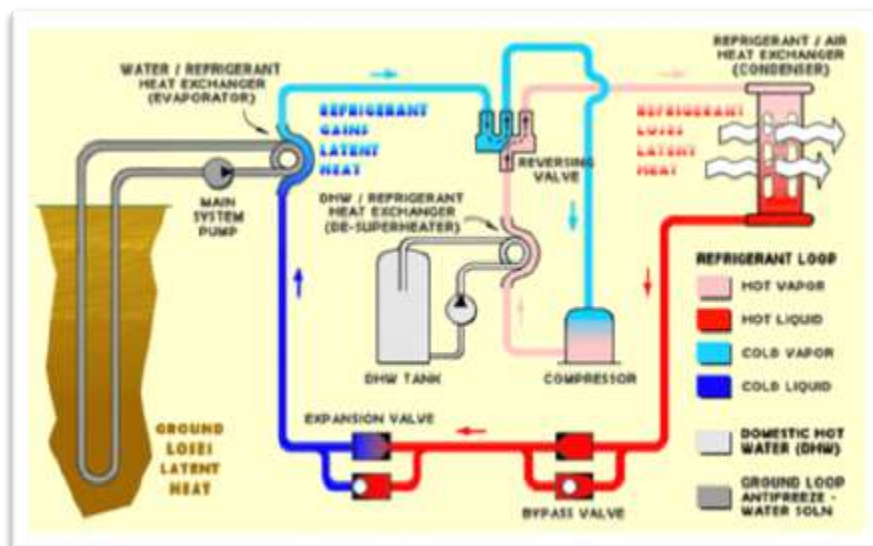 WATER / REFRIGERANT
HEAT EXCHANGER
(EVAPORATOR)
REFRIGERANT
GAINS
LATENT
HEAT
REFRIGERANT / AIR
HEAT EXCHANGER
(CONDENSER)
REFRIGERANT
LOSES
LATENT
HEAT
REVERSING
VALVE
MAIN
SYSTEM
PUMP
DHW / REFRIGERANT
HEAT EXCHANGER
(DE-SUPERHEATER)
DHW TANK
COMPRESSOR
REFRIGERANT LOOP
HOT VAPOR
HOT LIQUID
COLD VAPOR
COLD LIQUID
DOMESTIC HOT
WATER (DHW)
GROUND LOOP
ANTIFREEZE -
WATER SOLN
GROUND
LOSES
LATENT
HEAT
EXPANSION VALVE
BYPASS VALVE